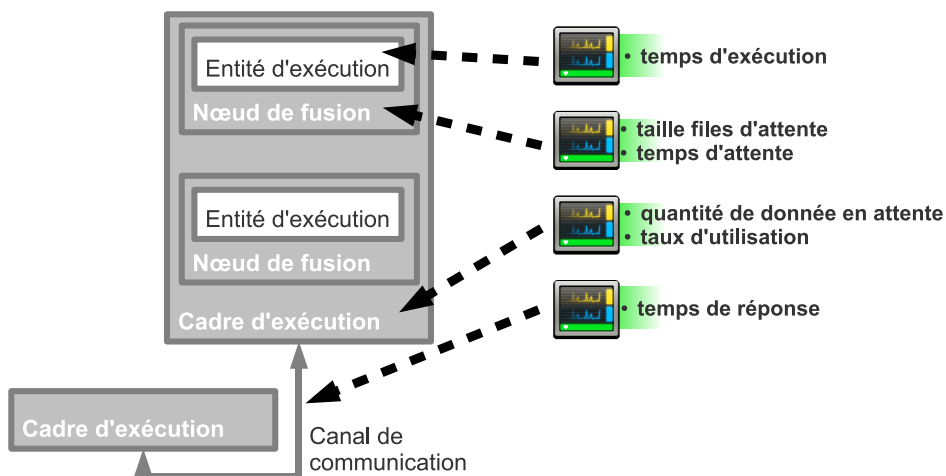 Entité d'exécution
Nœud de fusion
Entité d'exécution
Nœud de fusion
Cadre d'exécution
Cadre d'exécution
Canal de
communication
• temps d'exécution
• taille files d'attente
• temps d'attente
• quantité de donnée en attente
• taux d'utilisation
• temps de réponse